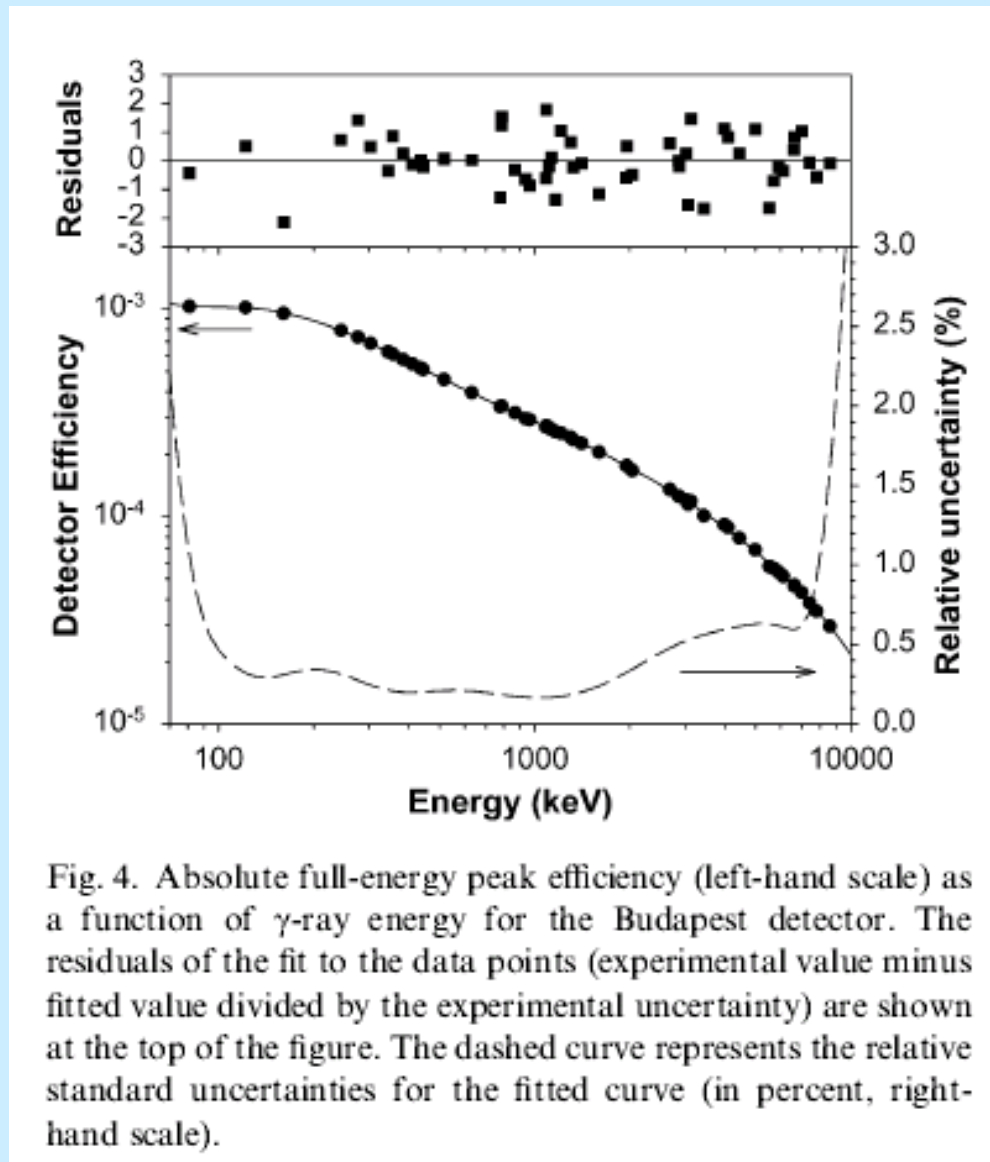 Residuals
3
2
1
0
-1
-2
-3
Detector Efficiency
10-3
10-4
10-5
3.0
2.5
2.0
1.5
1.0
0.5
0.0
Relative uncertainty (%)
100 1000 10000
Energy (keV)
Fig. 4. Absolute full-energy peak efficiency (left-hand scale) as
a function of γ-ray energy for the Budapest detector. The
residuals of the fit to the data points (experimental value minus
fitted value divided by the experimental uncertainty) are shown
at the top of the figure. The dashed curve represents the relative
standard uncertainties for the fitted curve (in percent, right-
hand scale).